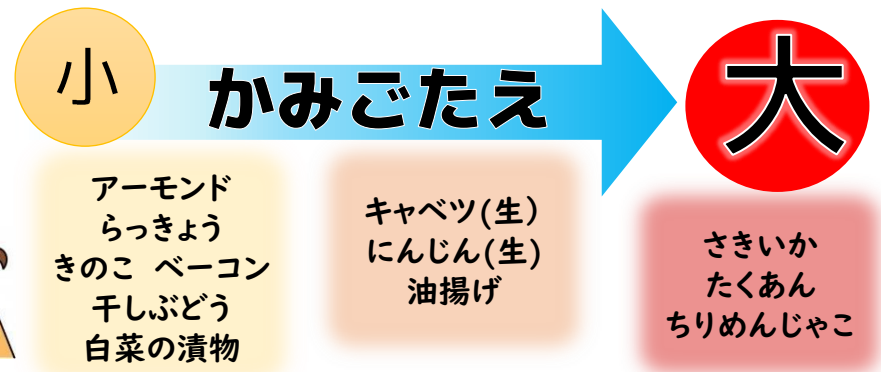 小
かみごたえ
大
アーモンド
らっきょう
きのこ ベーコン
干しぶどう
白菜の漬物
キャベツ(生)
にんじん(生)
油揚げ
さきいか
たくあん
ちりめんじゃこ